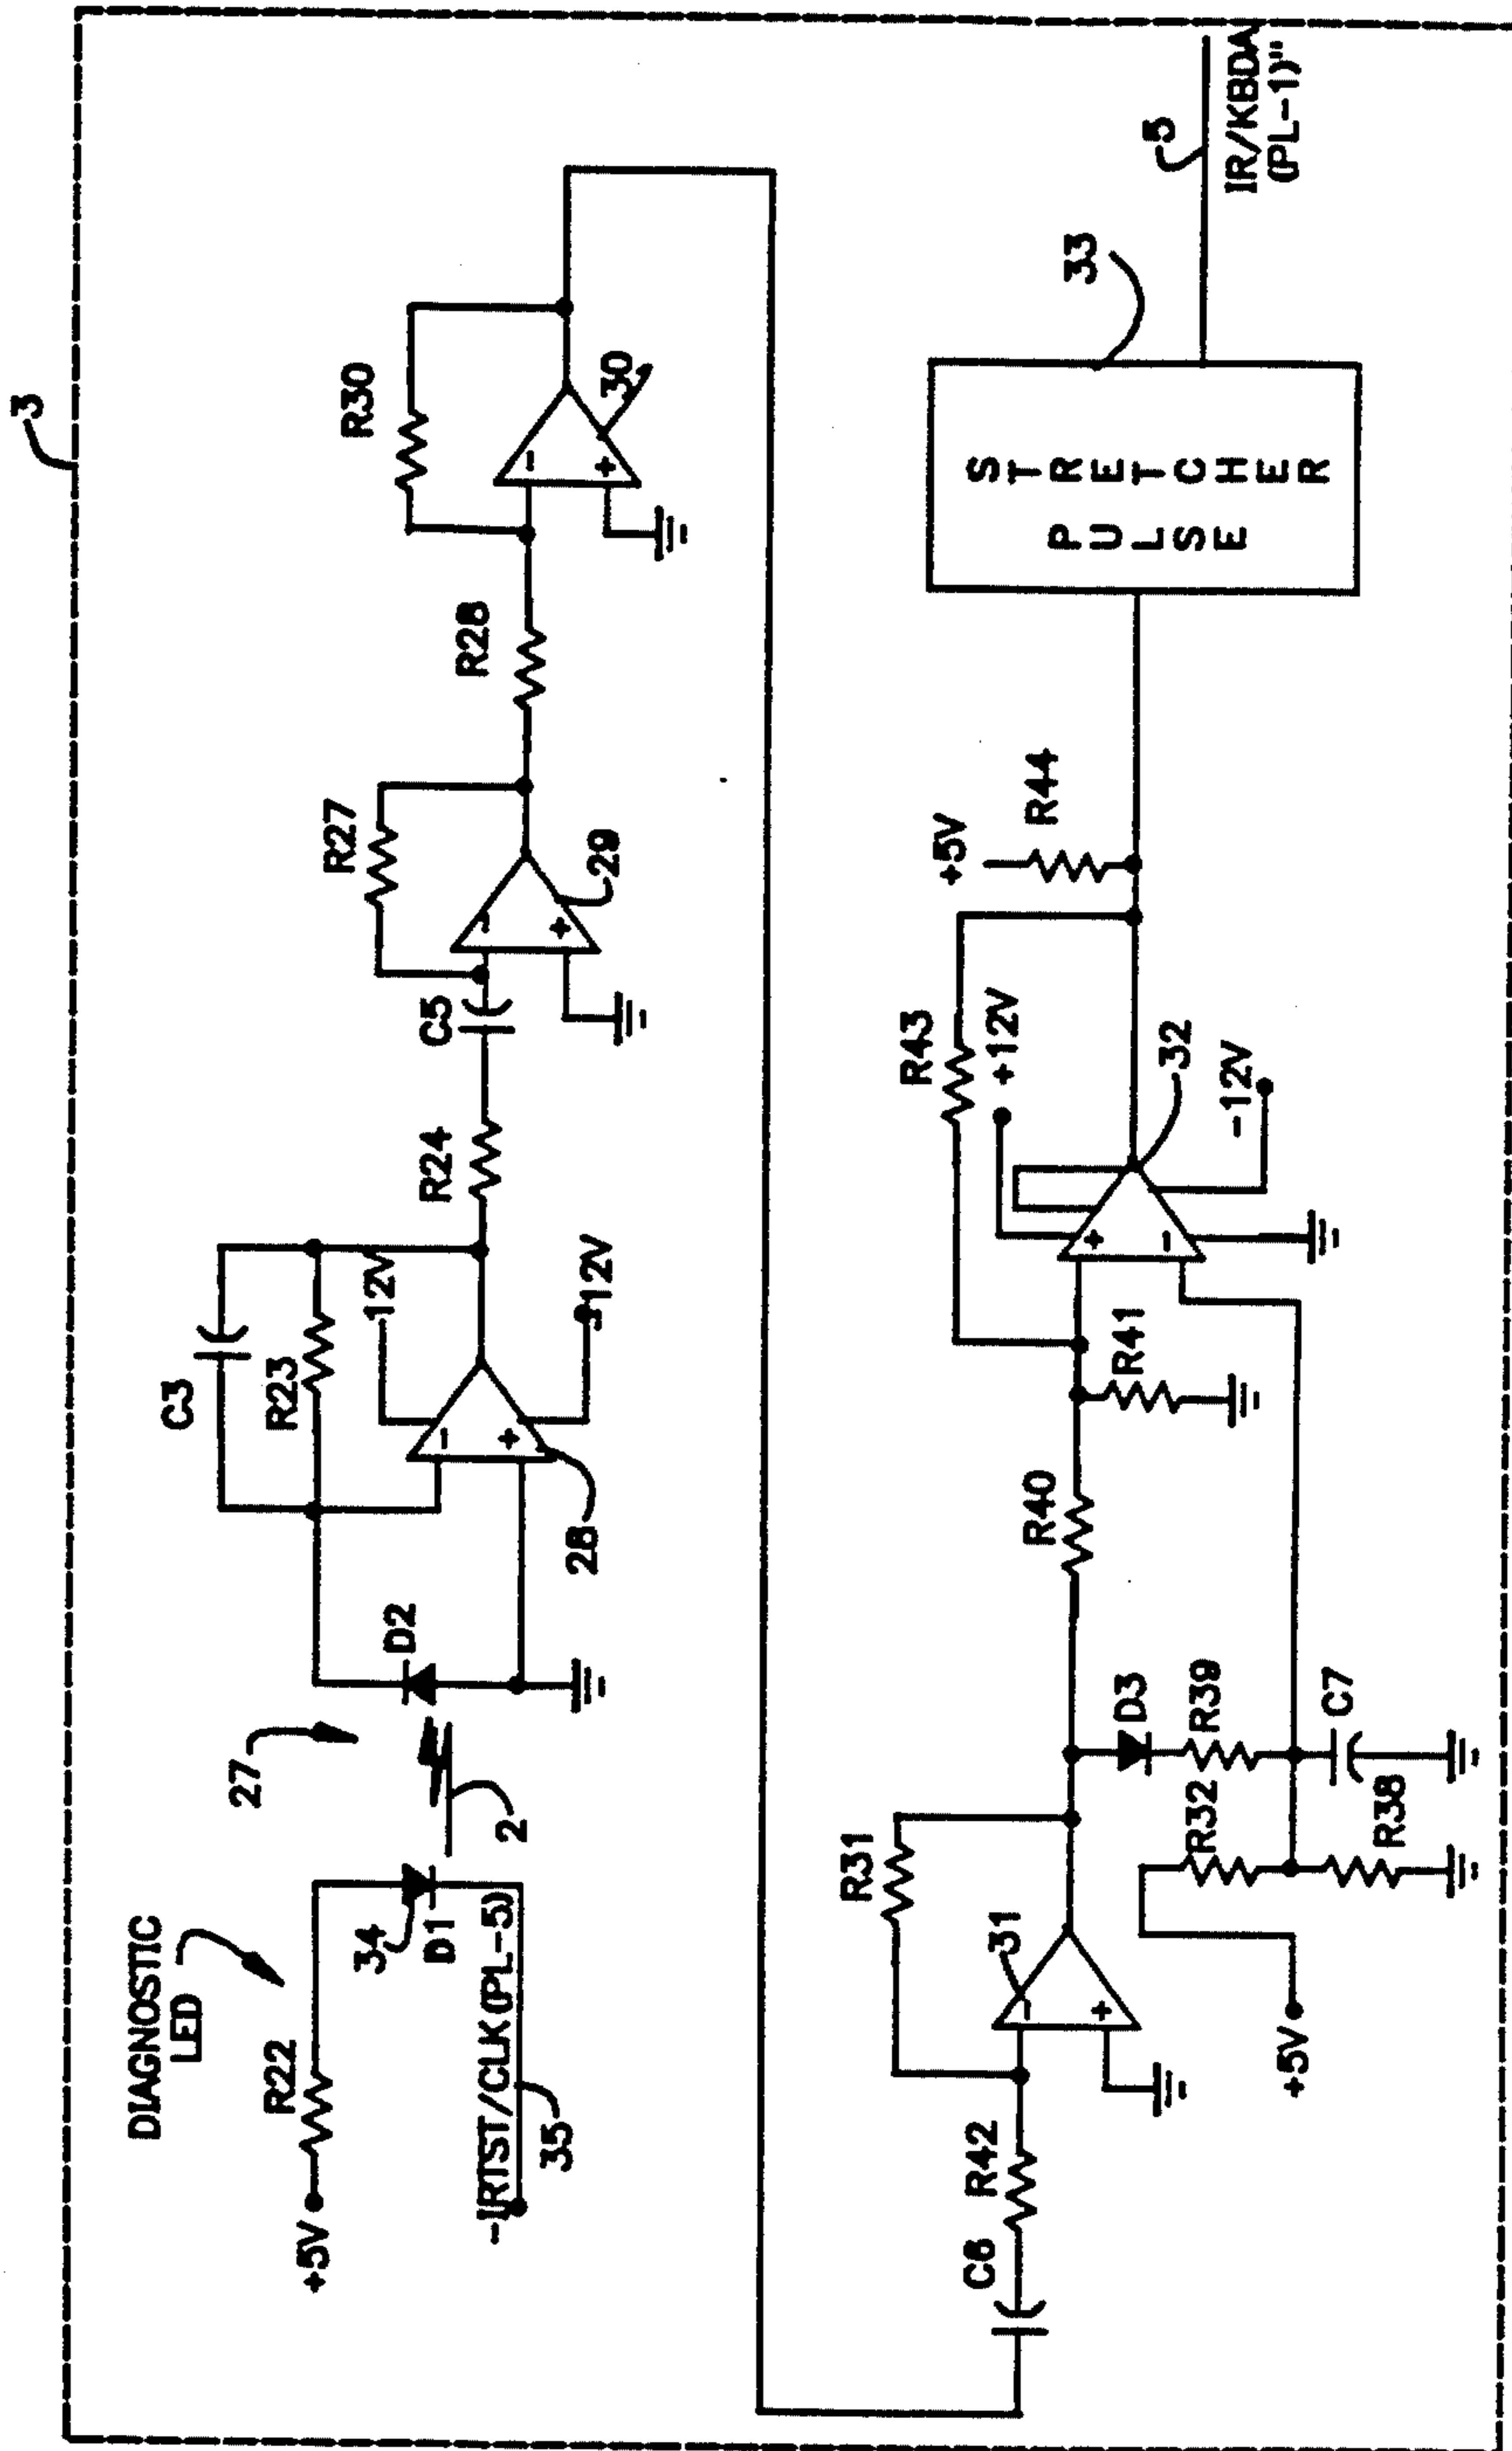 3
DIAGNOSTIC
LED
+5V
R22
34
D1
-IRTST/CLK (PL-5)
35
27
2
D2
C3
R23
12V
-
+
-12V
28
R24
C5
R27
-
+
29
R28
R30
-
+
30
C6
R42
R31
31
-
+
+5V
R32
D3
R39
C7
R38
R40
R41
R43
+12V
+
-
-12V
32
+5V
R44
PULSE
STRETCHER
33
5
IR/KBDA
(PL-1)"